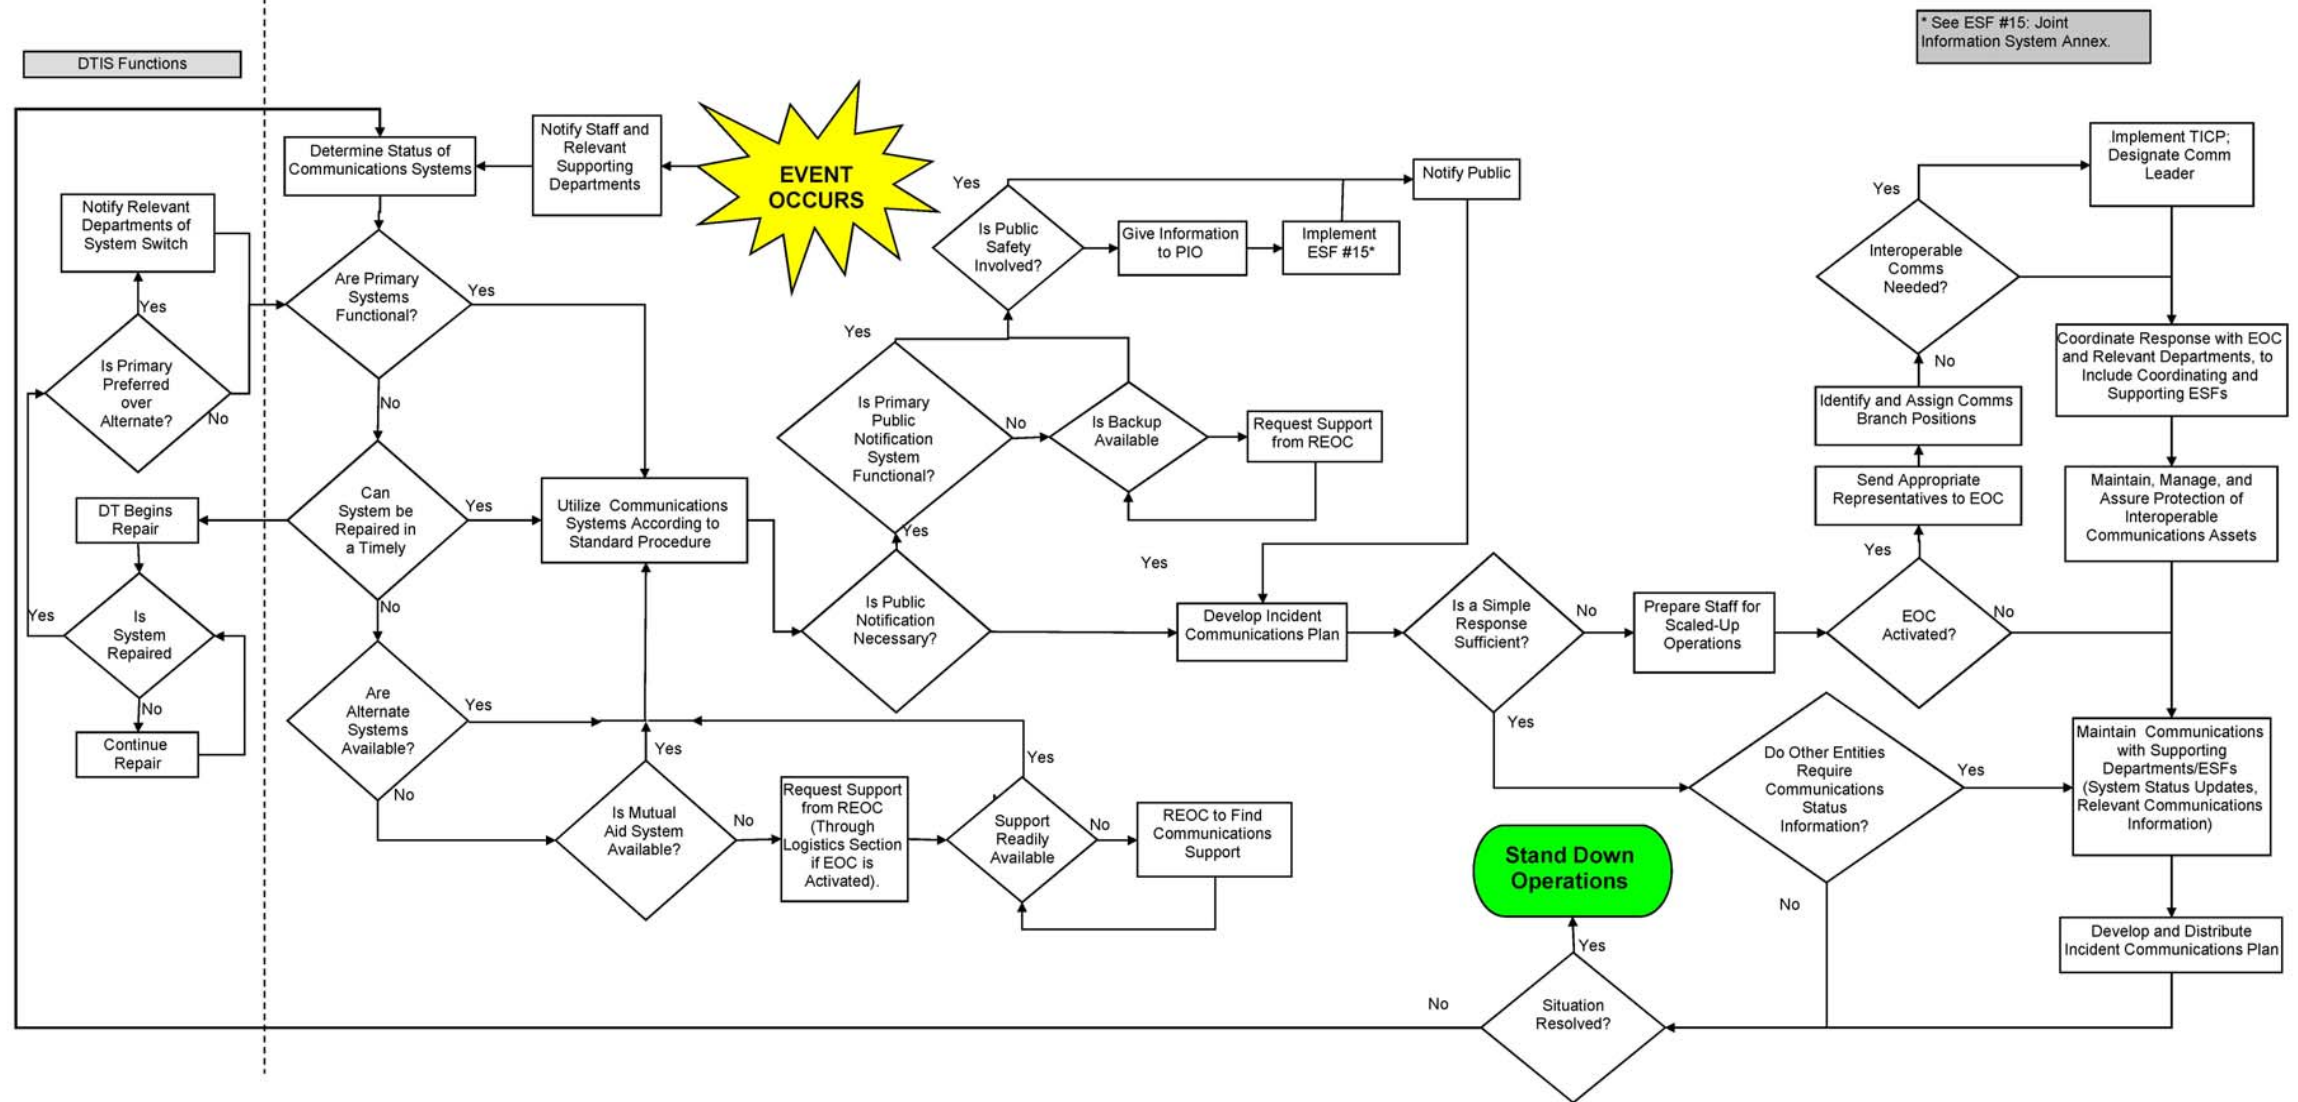 DTIS Functions
* See ESF #15: Joint
Information System Annex.
Notify Staff and
Relevant
Supporting
Departments
EVENT
OCCURS
Determine Status of
Communications Systems
Notify Relevant
Departments of
System Switch
Yes
Is Primary
Preferred
over
Alternate?
No
DT Begins
Repair
Is
System
Repaired
Yes
No
Continue
Repair
Are Primary
Systems
Functional?
Yes
No
Can
System be
Repaired in
a Timely
Yes
No
Are
Alternate
Systems
Available?
Yes
No
Utilize Communications
Systems According to
Standard Procedure
Yes
Is Mutual
Aid System
Available?
No
Request Support
from REOC
(Through
Logistics Section
if EOC is
Activated).
Yes
Support
Readily
Available
No
REOC to Find
Communications
Support
Yes
Is Public
Safety
Involved?
Give Information
to PIO
Implement
ESF #15*
Notify Public
Yes
Is Primary
Public
Notification
System
Functional?
No
Is Backup
Available
Request Support
from REOC
Yes
Is Public
Notification
Necessary?
Yes
Develop Incident
Communications Plan
Is a Simple
Response
Sufficient?
No
Yes
Prepare Staff for
Scaled-Up
Operations
EOC
Activated?
Yes
No
Send Appropriate
Representatives to EOC
Identify and Assign Comms
Branch Positions
No
Interoperable
Comms
Needed?
Yes
.Implement TICP;
Designate Comm
Leader
Coordinate Response with EOC
and Relevant Departments, to
Include Coordinating and
Supporting ESFs
Maintain, Manage, and
Assure Protection of
Interoperable
Communications Assets
Do Other Entities
Require
Communications
Status
Information?
Yes
No
Maintain Communications
with Supporting
Departments/ESFs
(System Status Updates,
Relevant Communications
Information)
Develop and Distribute
Incident Communications Plan
Stand Down
Operations
Yes
Situation
Resolved?
No